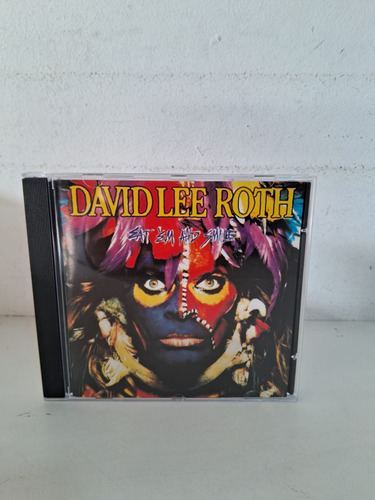 DAVID LEE ROTH
EAT 'EM AND SMILE